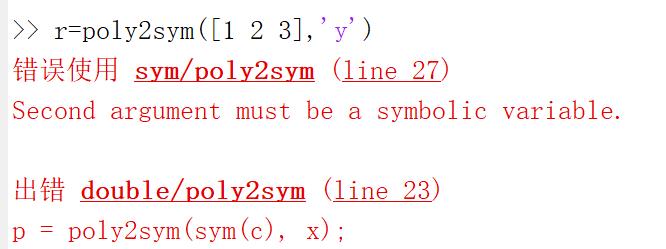 >> r=poly2sym([1 2 3],'y')
错误使用 sym/poly2sym (line 27)
Second argument must be a symbolic variable.
出错 double/poly2sym (line 23)
p = poly2sym(sym(c), x);